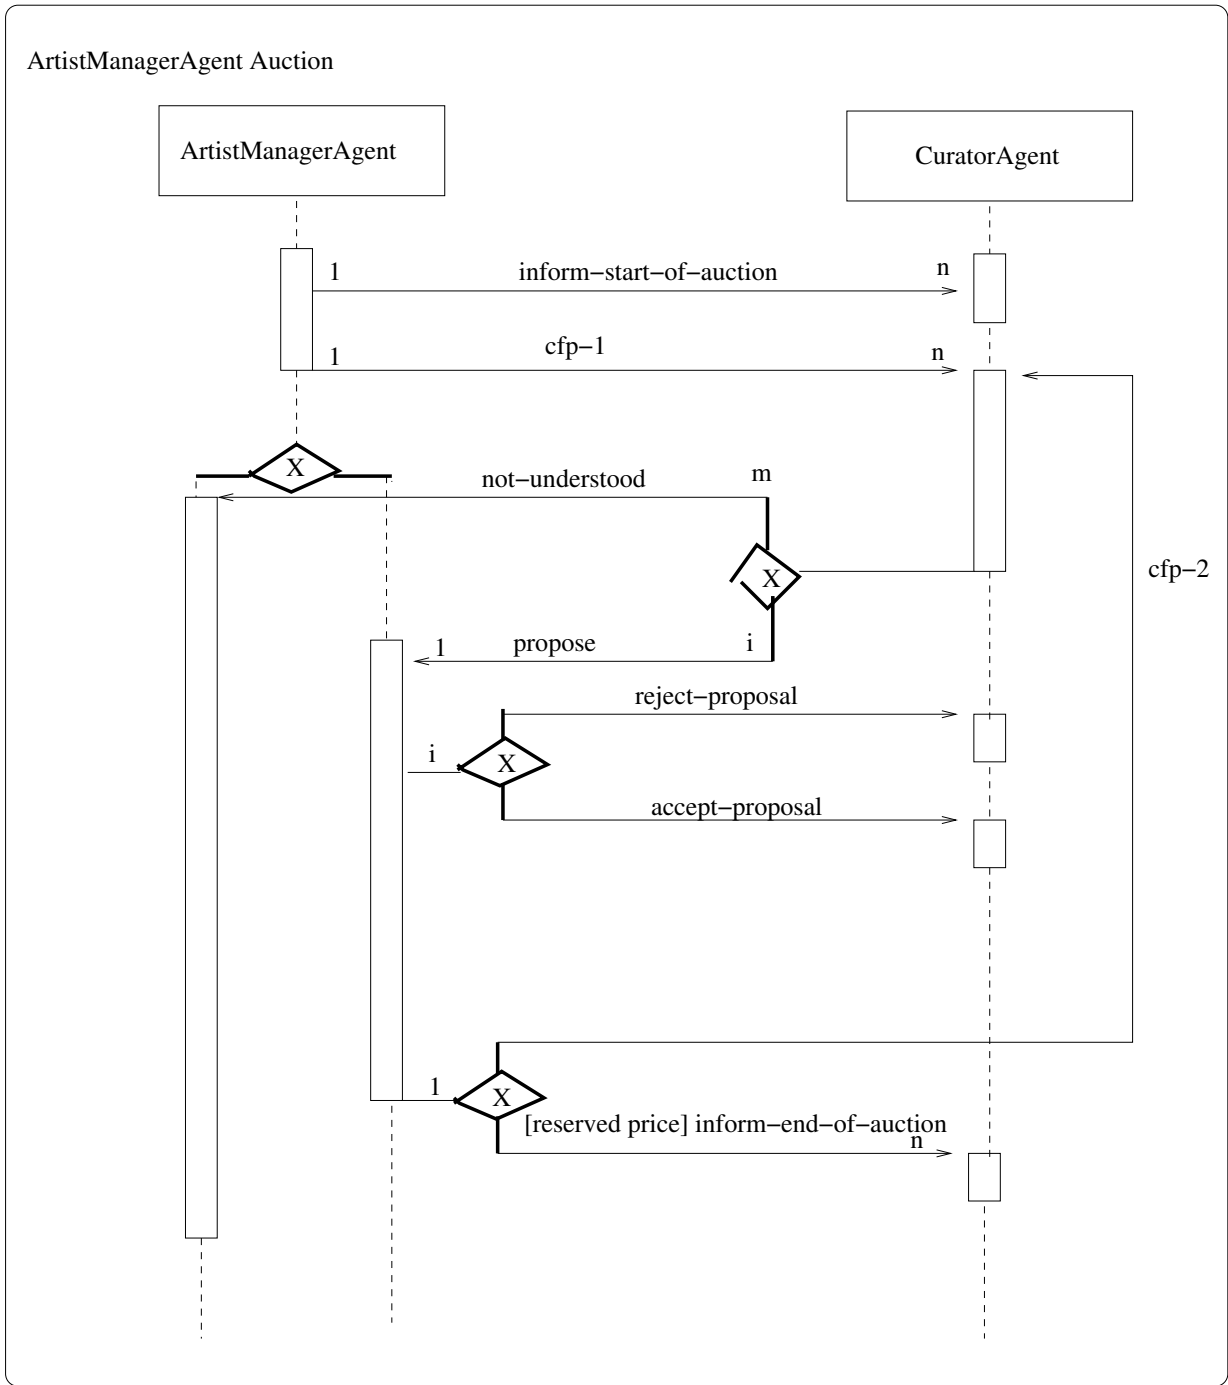 ArtistManagerAgent Auction
ArtistManagerAgent
CuratorAgent
1 inform−start−of−auction n
1 cfp−1 n
X
not−understood m
X
cfp−2
1 propose i
reject−proposal
i X
accept−proposal
1 X
[reserved price] inform−end−of−auction
n